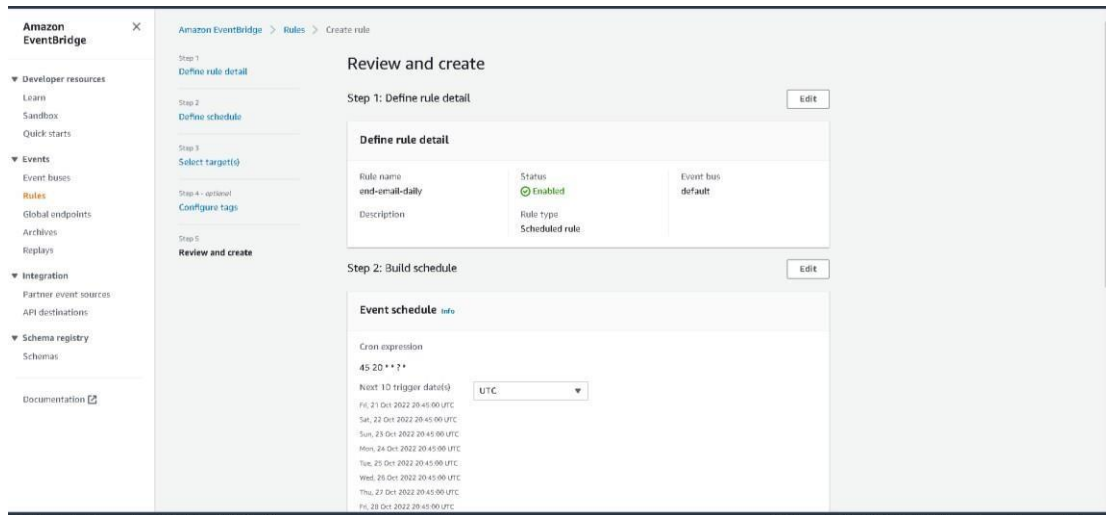 Amazon EventBridge
Developer resources
Learn
Sandbox
Quick starts
Events
Event buses
Rules
Global endpoints
Archives
Replays
Integration
Partner event sources
API destinations
Schema registry
Schemas
Documentation
Amazon EventBridge > Rules > Create rule
Step 1
Define rule detail
Step 2
Define schedule
Step 3
Select target(s)
Step 4 - optional
Configure tags
Step 5
Review and create
Review and create
Step 1: Define rule detail
Edit
Define rule detail
Rule name
end-email-daily
Status
Enabled
Event bus
default
Description
Rule type
Scheduled rule
Step 2: Build schedule
Edit
Event schedule Info
Cron expression
45 20 * * ? *
Next 10 trigger date(s)
UTC
Fri, 21 Oct 2022 20:45:00 UTC
Sat, 22 Oct 2022 20:45:00 UTC
Sun, 23 Oct 2022 20:45:00 UTC
Mon, 24 Oct 2022 20:45:00 UTC
Tue, 25 Oct 2022 20:45:00 UTC
Wed, 26 Oct 2022 20:45:00 UTC
Thu, 27 Oct 2022 20:45:00 UTC
Fri, 28 Oct 2022 20:45:00 UTC